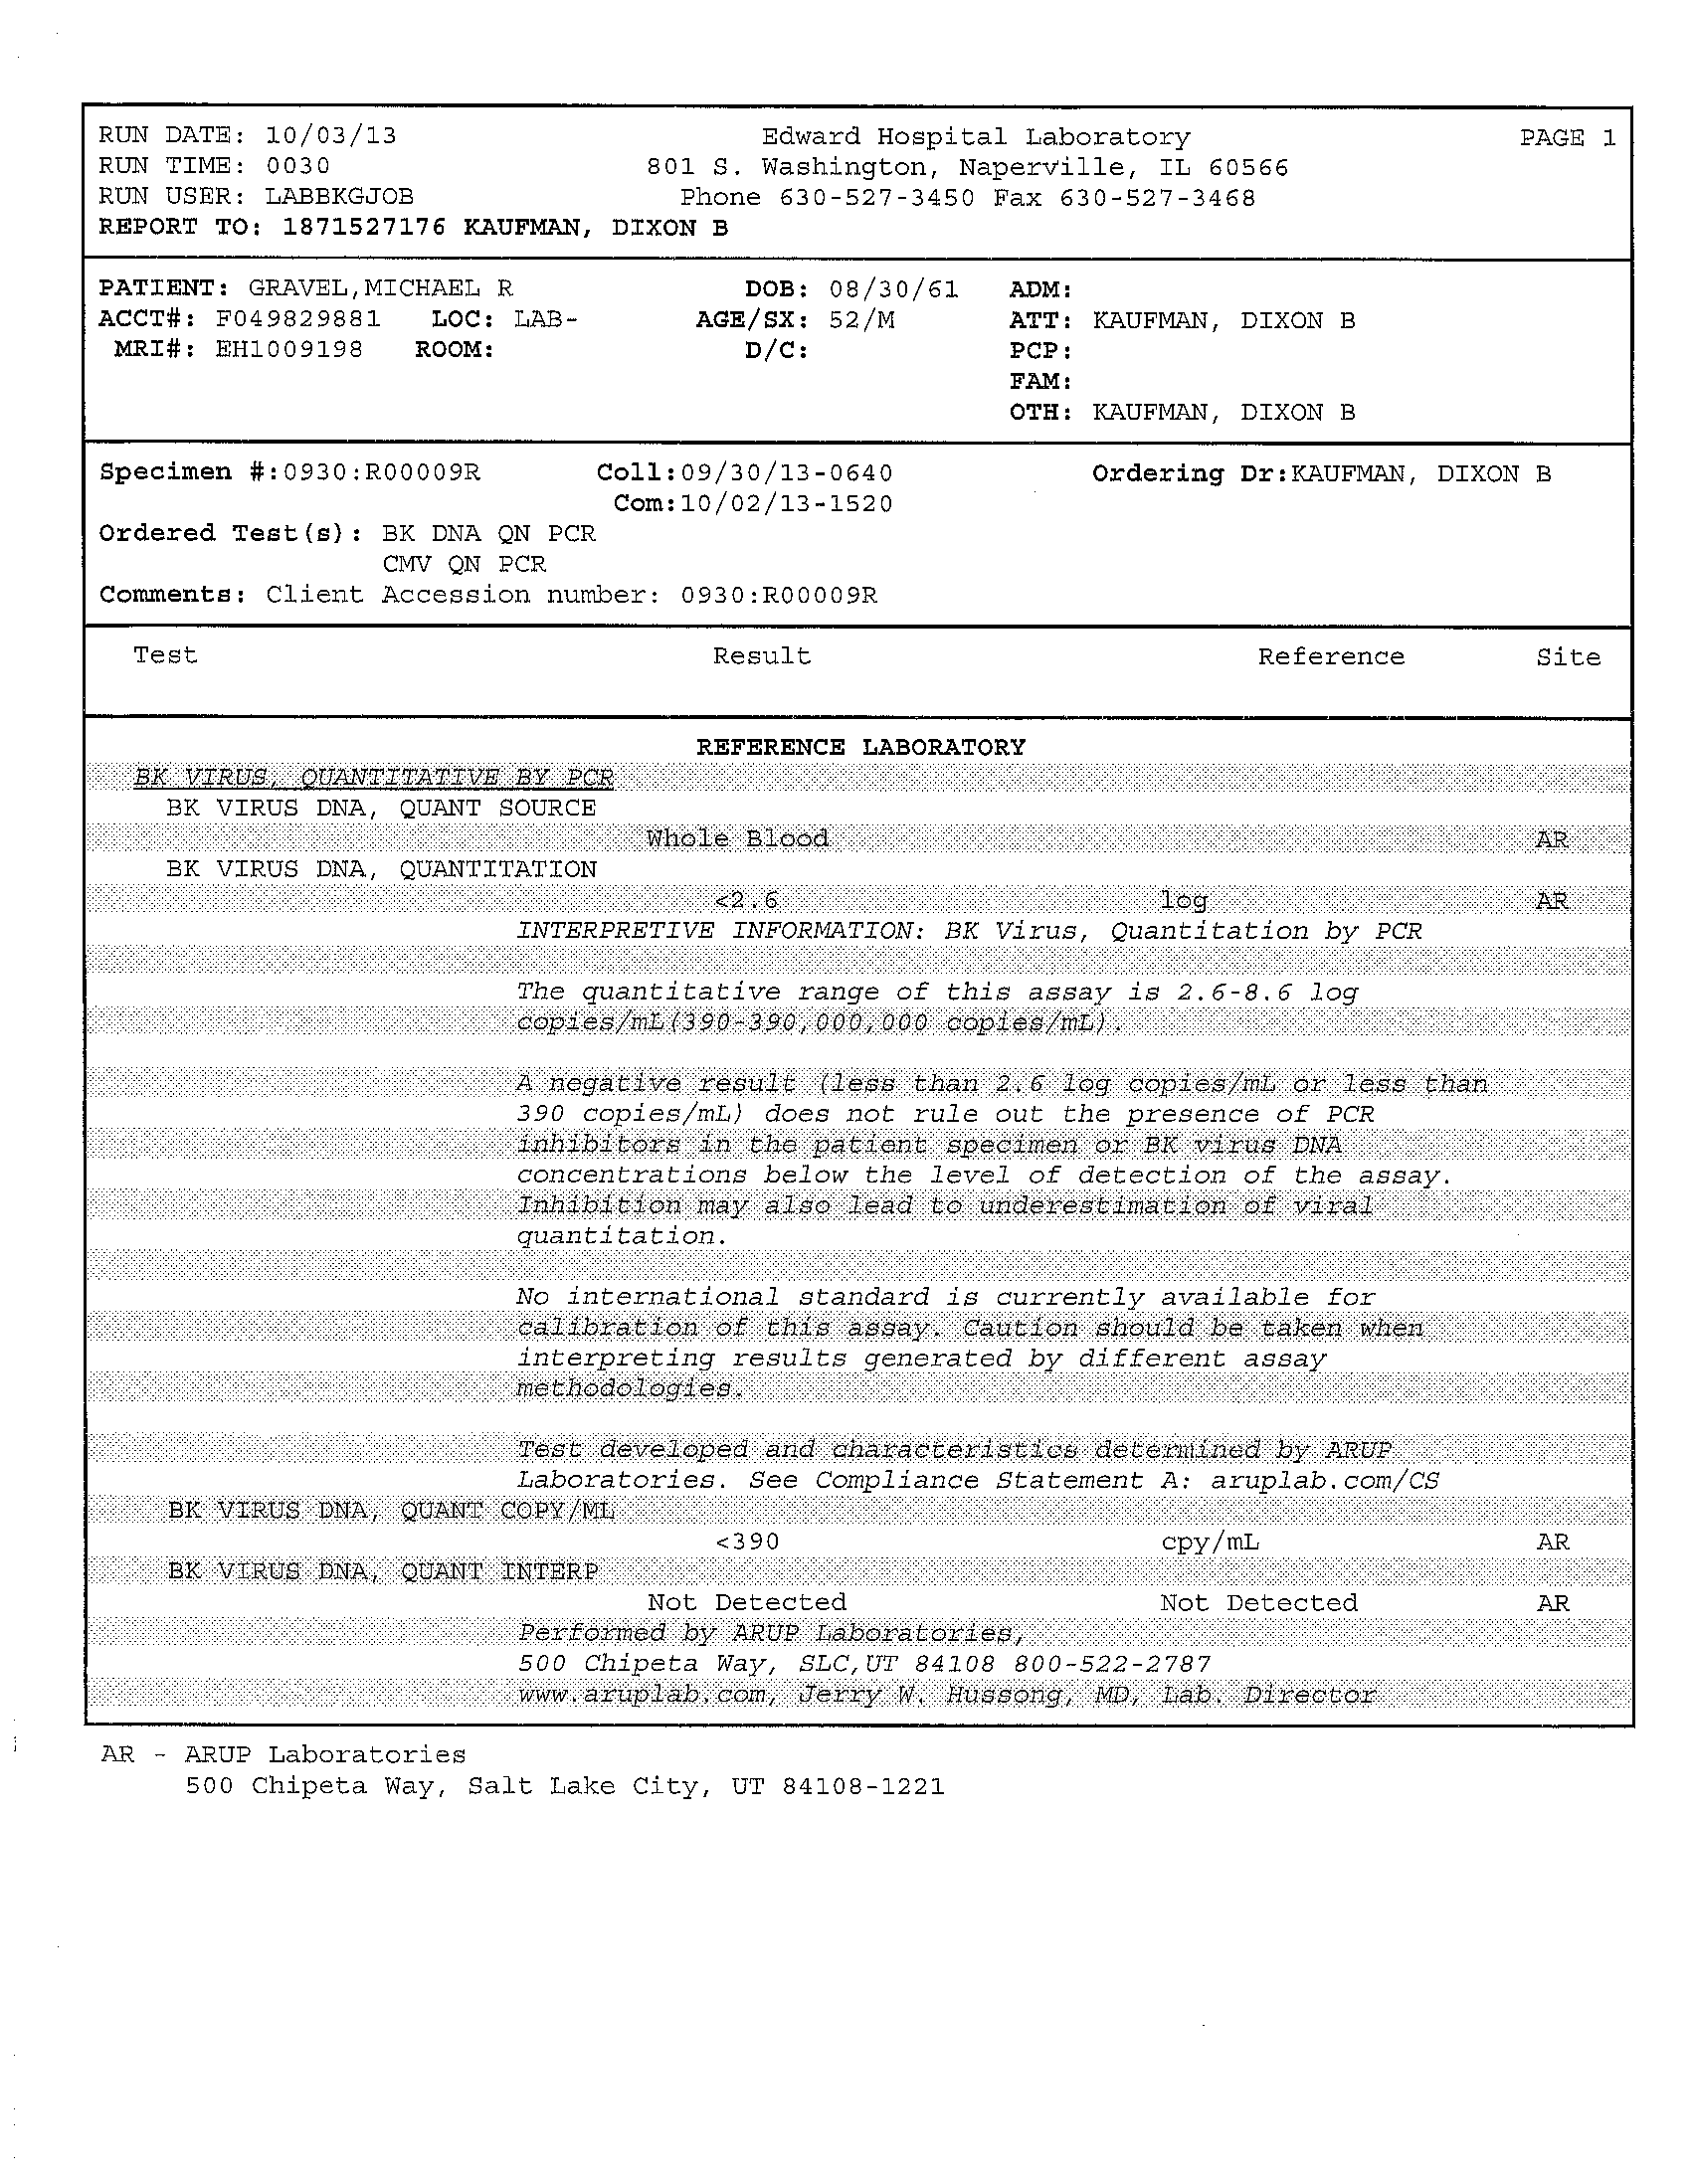 RUN DATE: 10/03/13 Edward Hospital Laboratory PAGE 1
RUN TIME: 0030 801 S. Washington, Naperville, IL 60566
RUN USER: LABBKGJOB Phone 630-527-3450 Fax 630-527-3468
REPORT TO: 1871527176 KAUFMAN, DIXON B
PATIENT: GRAVEL,MICHAEL R DOB: 08/30/61 ADM:
ACCT#: F049829881 LOC: LAB- AGE/SX: 52/M ATT: KAUFMAN, DIXON B
MRI#: EH1009198 ROOM: D/C: PCP:
FAM:
OTH: KAUFMAN, DIXON B
Specimen #:0930:R00009R Coll:09/30/13-0640 Ordering Dr:KAUFMAN, DIXON B
Com:10/02/13-1520
Ordered Test(s): BK DNA QN PCR
CMV QN PCR
Comments: Client Accession number: 0930:R00009R
Test Result Reference Site
REFERENCE LABORATORY
BK VIRUS, QUANTITATIVE BY PCR
BK VIRUS DNA, QUANT SOURCE
Whole Blood AR
BK VIRUS DNA, QUANTITATION
<2.6 log AR
INTERPRETIVE INFORMATION: BK Virus, Quantitation by PCR
The quantitative range of this assay is 2.6-8.6 log
copies/mL(390-390,000,000 copies/mL).
A negative result (less than 2.6 log copies/mL or less than
390 copies/mL) does not rule out the presence of PCR
inhibitors in the patient specimen or BK virus DNA
concentrations below the level of detection of the assay.
Inhibition may also lead to underestimation of viral
quantitation.
No international standard is currently available for
calibration of this assay. Caution should be taken when
interpreting results generated by different assay
methodologies.
Test developed and characteristics determined by ARUP
Laboratories. See Compliance Statement A: aruplab.com/CS
BK VIRUS DNA, QUANT COPY/ML
<390 cpy/mL AR
BK VIRUS DNA, QUANT INTERP
Not Detected Not Detected AR
Performed by ARUP Laboratories,
500 Chipeta Way, SLC,UT 84108 800-522-2787
www.aruplab.com, Jerry W. Hussong, MD, Lab. Director
AR - ARUP Laboratories
500 Chipeta Way, Salt Lake City, UT 84108-1221